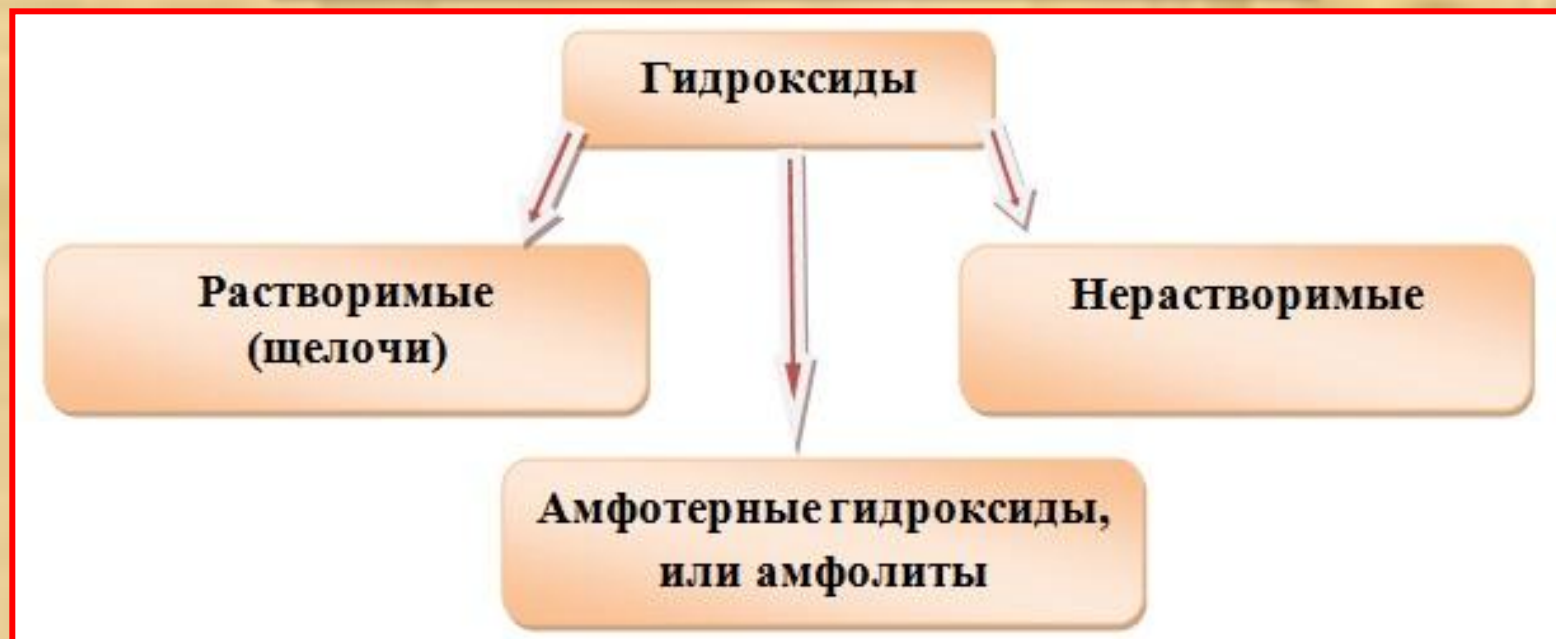 Гидроксиды
Растворимые
(щелочи)
Нерастворимые
Амфотерные гидроксиды,
или амфолиты